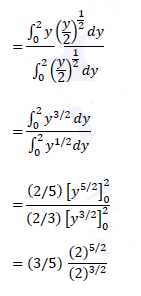 = ∫₀² y (y/2)^(1/2) dy / ∫₀² (y/2)^(1/2) dy
= ∫₀² y^(3/2) dy / ∫₀² y^(1/2) dy
= (2/5) [y^(5/2)]₀² / (2/3) [y^(3/2)]₀²
= (3/5) (2)^(5/2) / (2)^(3/2)